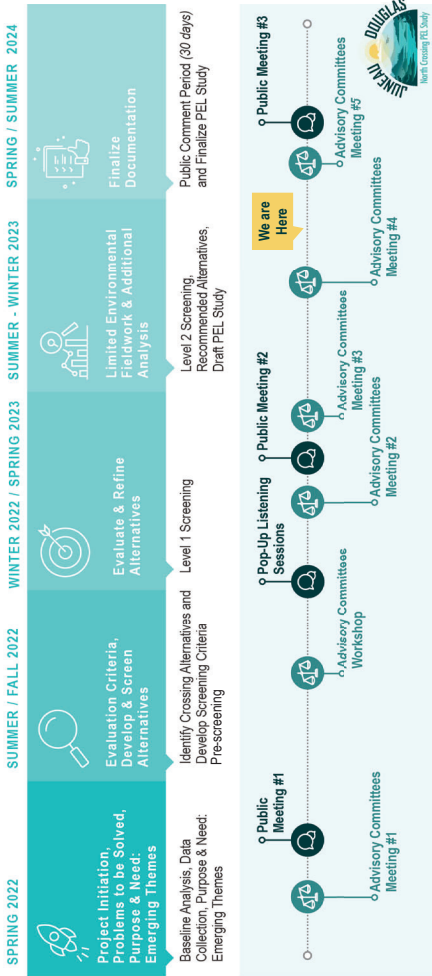 SPRING 2022
SUMMER / FALL 2022
WINTER 2022 / SPRING 2023
SUMMER - WINTER 2023
SPRING / SUMMER 2024
Project Initiation,
Problems to be Solved,
Purpose & Need:
Emerging Themes
Evaluation Criteria,
Develop & Screen
Alternatives
Evaluate & Refine
Alternatives
Limited Environmental
Fieldwork & Additional
Analysis
Finalize
Documentation
Baseline Analysis, Data
Collection, Purpose & Need:
Emerging Themes
Identify Crossing Alternatives and
Develop Screening Criteria
Pre-screening
Level 1 Screening
Level 2 Screening,
Recommended Alternatives,
Draft PEL Study
Public Comment Period (30 days)
and Finalize PEL Study
Advisory Committees
Meeting #1
Public
Meeting #1
Advisory Committees
Workshop
Pop-Up Listening
Sessions
Advisory Committees
Meeting #2
Public Meeting #2
Advisory Committees
Meeting #3
Advisory Committees
Meeting #4
We are
Here
Advisory Committees
Meeting #5
Public Meeting #3
JUNEAU DOUGLAS
North Crossing PEL Study